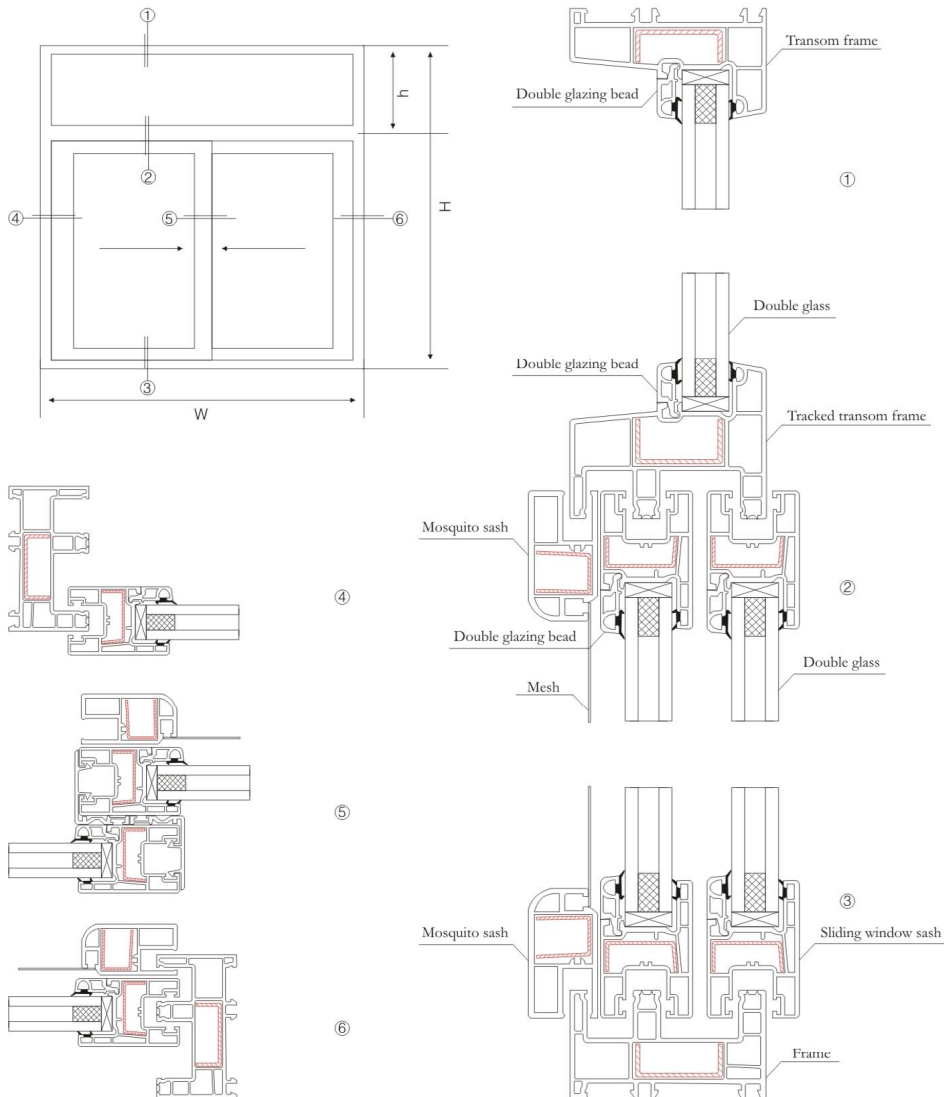 ①
h
②
④
⑤
⑥
H
③
W
Transom frame
Double glazing bead
①
Double glass
Double glazing bead
Tracked transom frame
Mosquito sash
②
Double glazing bead
Double glass
Mesh
④
⑤
⑥
③
Mosquito sash
Sliding window sash
Frame